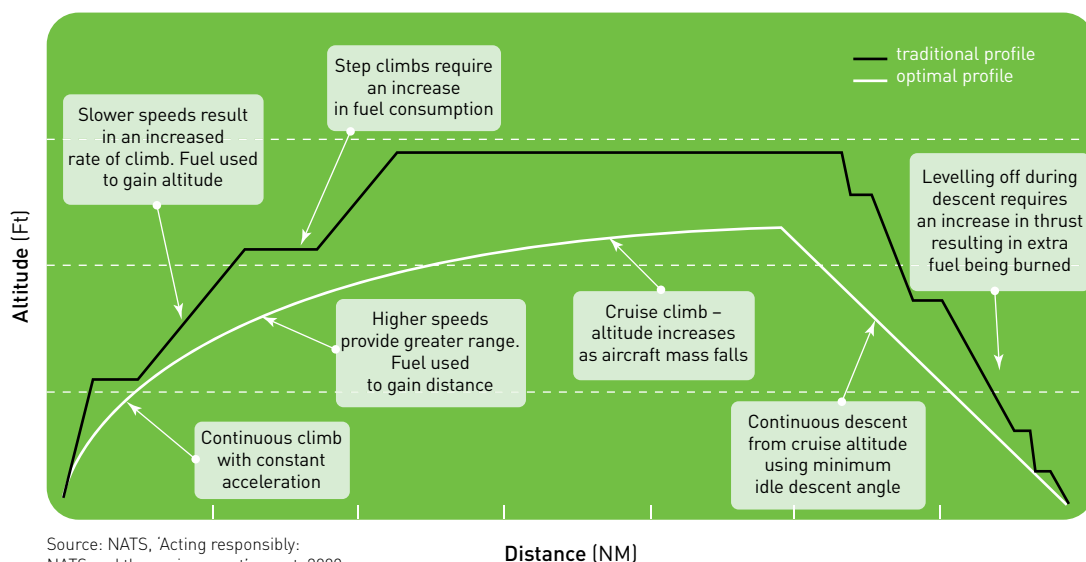 traditional profile
optimal profile
Step climbs require
an increase
in fuel consumption
Slower speeds result
in an increased
rate of climb. Fuel used
to gain altitude
Levelling off during
descent requires
an increase in thrust
resulting in extra
fuel being burned
Higher speeds
provide greater range.
Fuel used
to gain distance
Cruise climb –
altitude increases
as aircraft mass falls
Continuous climb
with constant
acceleration
Continuous descent
from cruise altitude
using minimum
idle descent angle
Altitude (Ft)
Distance (NM)
Source: NATS, ‘Acting responsibly: